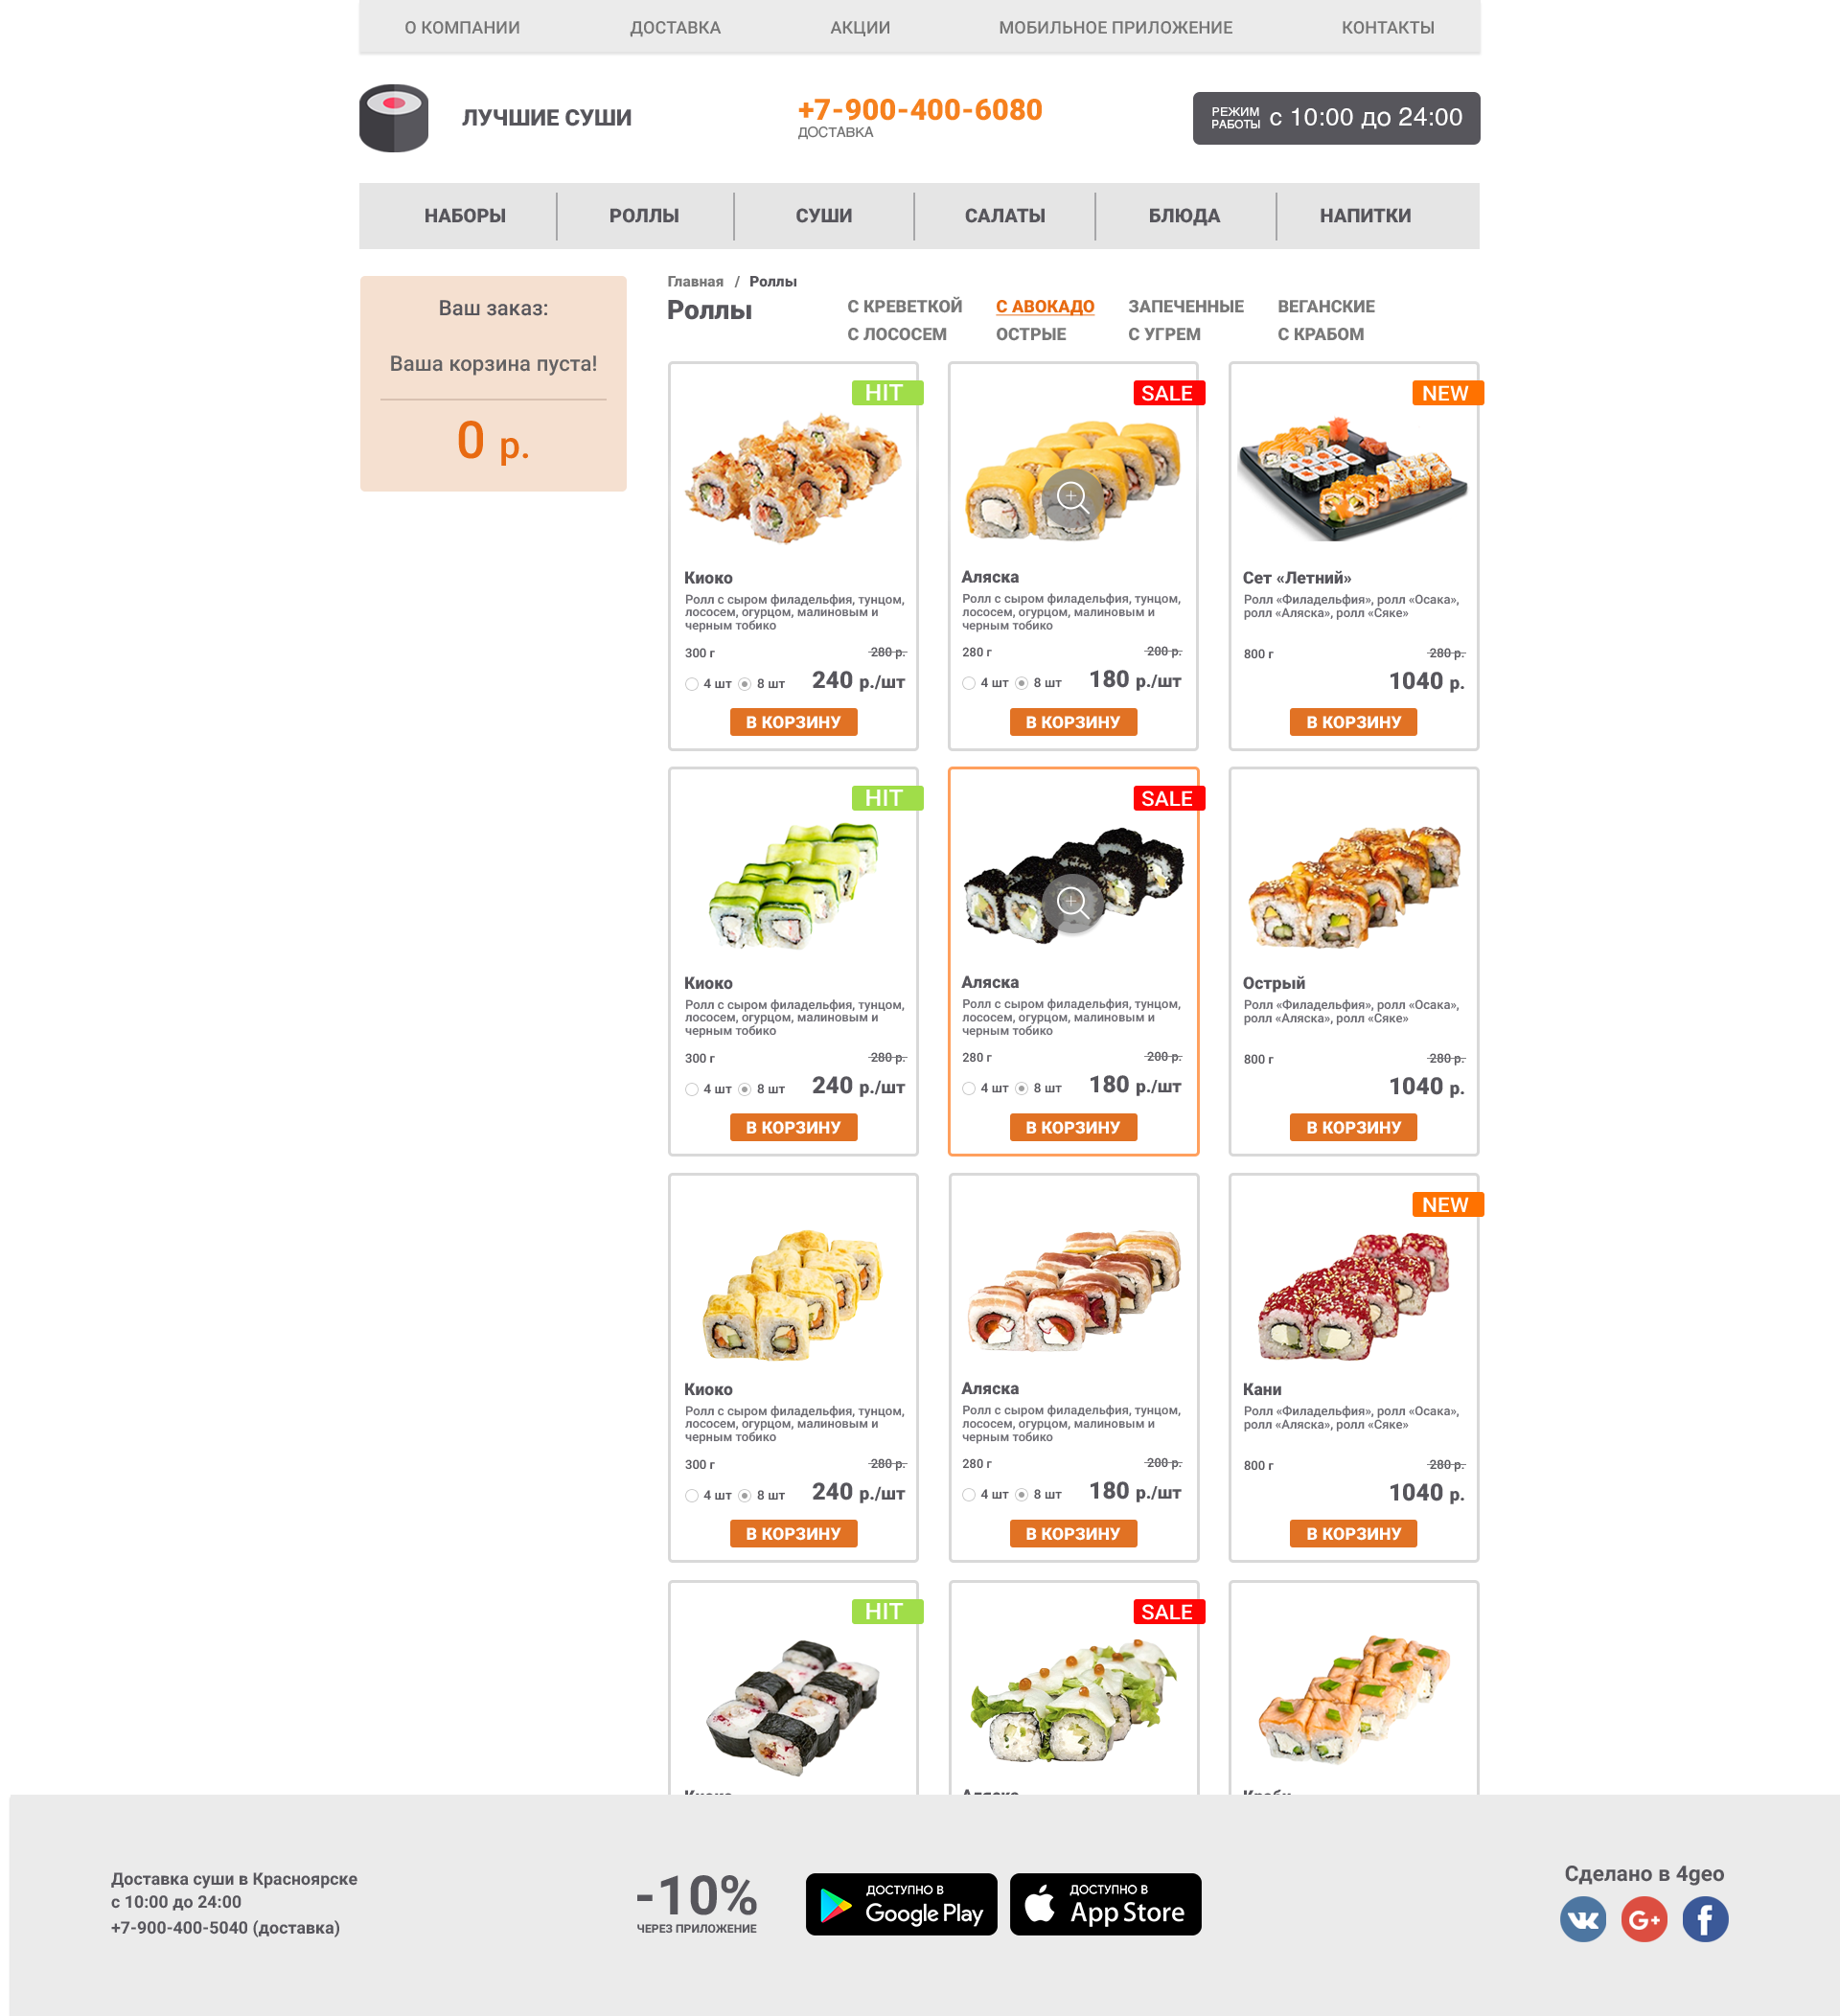 О КОМПАНИИ ДОСТАВКА АКЦИИ МОБИЛЬНОЕ ПРИЛОЖЕНИЕ КОНТАКТЫ
ЛУЧШИЕ СУШИ
+7-900-400-6080
ДОСТАВКА
РЕЖИМ
РАБОТЫ
с 10:00 до 24:00
НАБОРЫ РОЛЛЫ СУШИ САЛАТЫ БЛЮДА НАПИТКИ
Ваш заказ:
Ваша корзина пуста!
0 р.
Главная / Роллы
Роллы
С КРЕВЕТКОЙ С АВОКАДО ЗАПЕЧЕННЫЕ ВЕГАНСКИЕ
С ЛОСОСЕМ ОСТРЫЕ С УГРЕМ С КРАБОМ
HIT
Киоко
Ролл с сыром филадельфия, тунцом,
лососем, огурцом, малиновым и
черным тобико
300 г 280 р.
4 шт 8 шт 240 р./шт
В КОРЗИНУ
SALE
Аляска
Ролл с сыром филадельфия, тунцом,
лососем, огурцом, малиновым и
черным тобико
280 г 200 р.
4 шт 8 шт 180 р./шт
В КОРЗИНУ
NEW
Сет «Летний»
Ролл «Филадельфия», ролл «Осака»,
ролл «Аляска», ролл «Сяке»
800 г 280 р.
1040 р.
В КОРЗИНУ
HIT
Киоко
Ролл с сыром филадельфия, тунцом,
лососем, огурцом, малиновым и
черным тобико
300 г 280 р.
4 шт 8 шт 240 р./шт
В КОРЗИНУ
SALE
Аляска
Ролл с сыром филадельфия, тунцом,
лососем, огурцом, малиновым и
черным тобико
280 г 200 р.
4 шт 8 шт 180 р./шт
В КОРЗИНУ
Острый
Ролл «Филадельфия», ролл «Осака»,
ролл «Аляска», ролл «Сяке»
800 г 280 р.
1040 р.
В КОРЗИНУ
Киоко
Ролл с сыром филадельфия, тунцом,
лососем, огурцом, малиновым и
черным тобико
300 г 280 р.
4 шт 8 шт 240 р./шт
В КОРЗИНУ
Аляска
Ролл с сыром филадельфия, тунцом,
лососем, огурцом, малиновым и
черным тобико
280 г 200 р.
4 шт 8 шт 180 р./шт
В КОРЗИНУ
NEW
Кани
Ролл «Филадельфия», ролл «Осака»,
ролл «Аляска», ролл «Сяке»
800 г 280 р.
1040 р.
В КОРЗИНУ
HIT
SALE
Доставка суши в Красноярске
с 10:00 до 24:00
+7-900-400-5040 (доставка)
-10%
ЧЕРЕЗ ПРИЛОЖЕНИЕ
ДОСТУПНО В
Google Play
ДОСТУПНО В
App Store
Сделано в 4geo